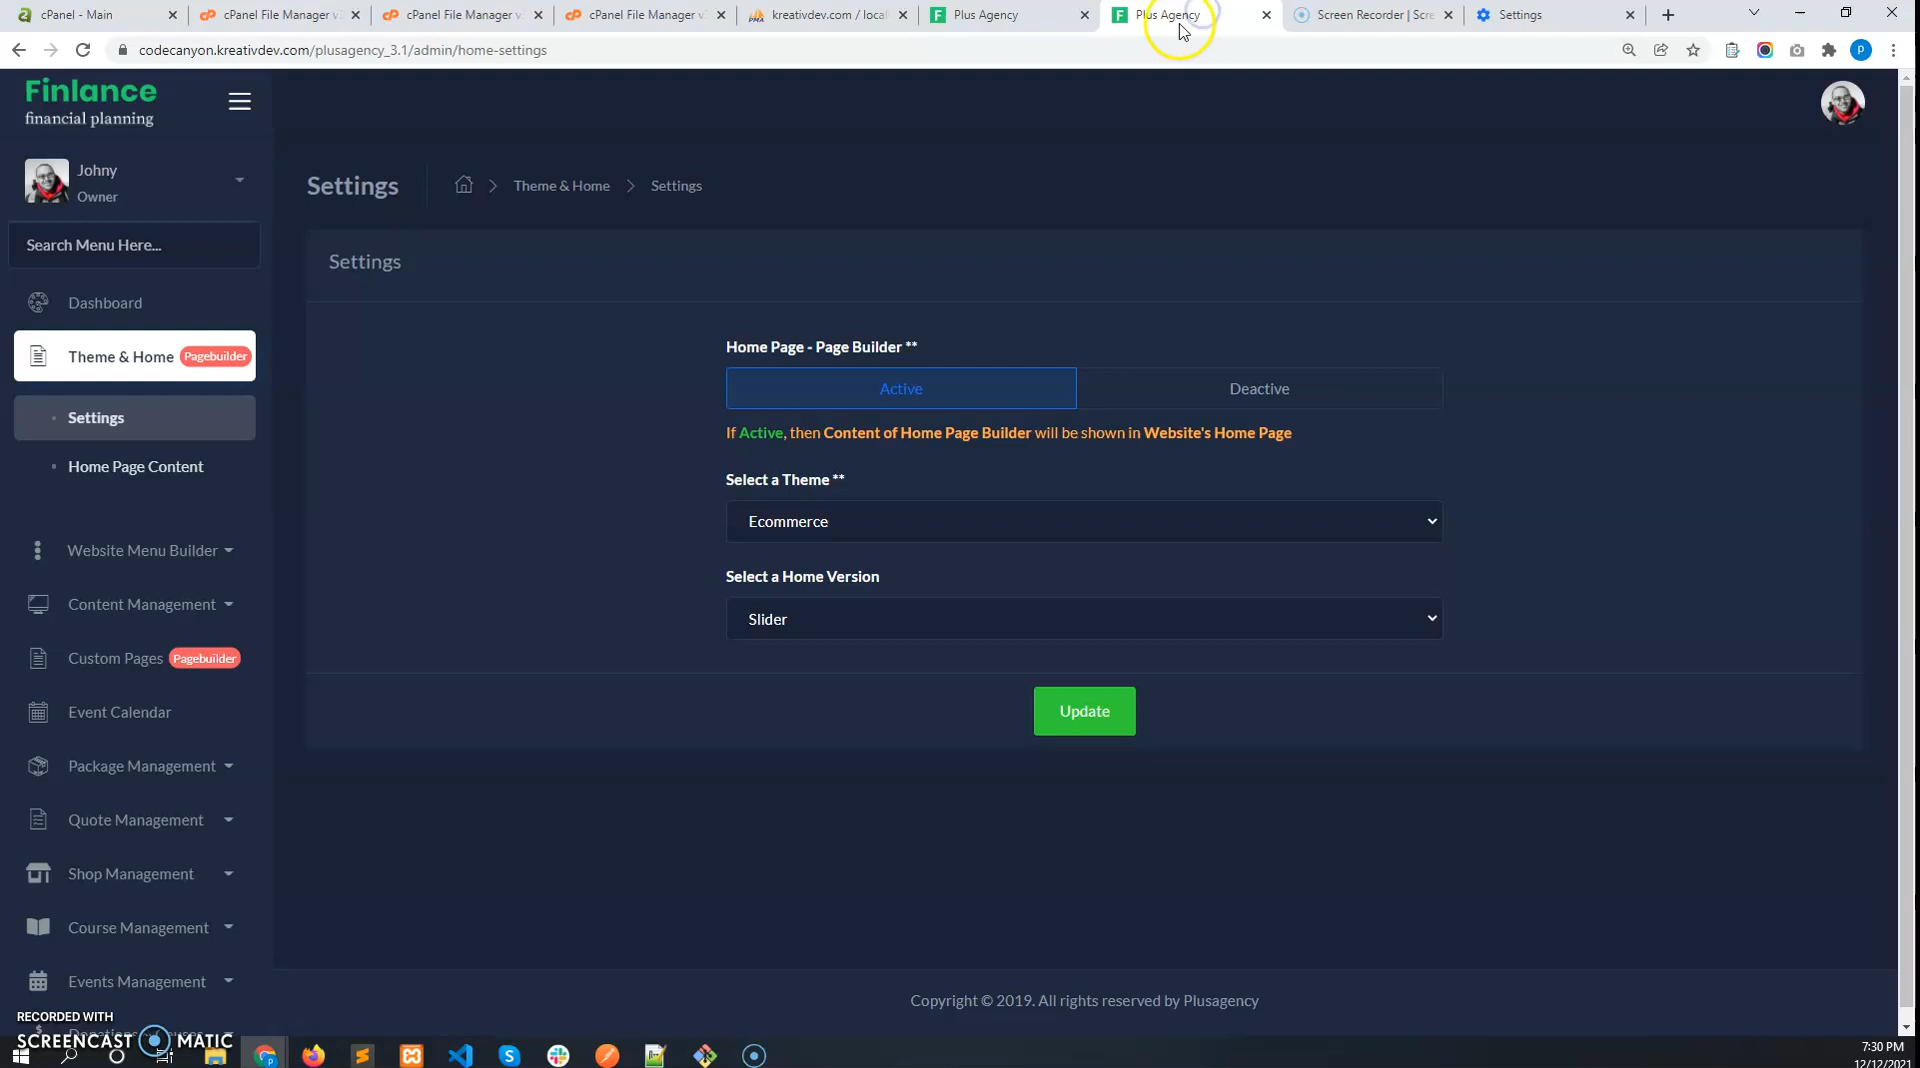 cPanel - Main
cPanel File Manager v
cPanel File Manager v
cPanel File Manager v
kreativdev.com / local
Plus Agency
Plus Agency
Screen Recorder | Scre
Settings
codecanyon.kreativdev.com/plusagency_3.1/admin/home-settings
P
Finlance
financial planning
Johny
Owner
Search Menu Here...
Dashboard
Theme & Home Pagebuilder
Settings
Home Page Content
Website Menu Builder
Content Management
Custom Pages Pagebuilder
Event Calendar
Package Management
Quote Management
Shop Management
Course Management
Events Management
Settings
Theme & Home
Settings
Settings
Home Page - Page Builder **
Active
Deactive
If Active, then Content of Home Page Builder will be shown in Website's Home Page
Select a Theme **
Ecommerce
Select a Home Version
Slider
Update
Copyright © 2019. All rights reserved by Plusagency
RECORDED WITH
SCREENCAST MATIC
7:30 PM
12/12/2021